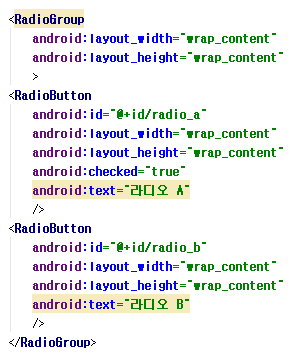 <RadioGroup
android:layout_width="wrap_content"
android:layout_height="wrap_content"
>
<RadioButton
android:id="@+id/radio_a"
android:layout_width="wrap_content"
android:layout_height="wrap_content"
android:checked="true"
android:text="라디오 A"
/>
<RadioButton
android:id="@+id/radio_b"
android:layout_width="wrap_content"
android:layout_height="wrap_content"
android:text="라디오 B"
/>
</RadioGroup>